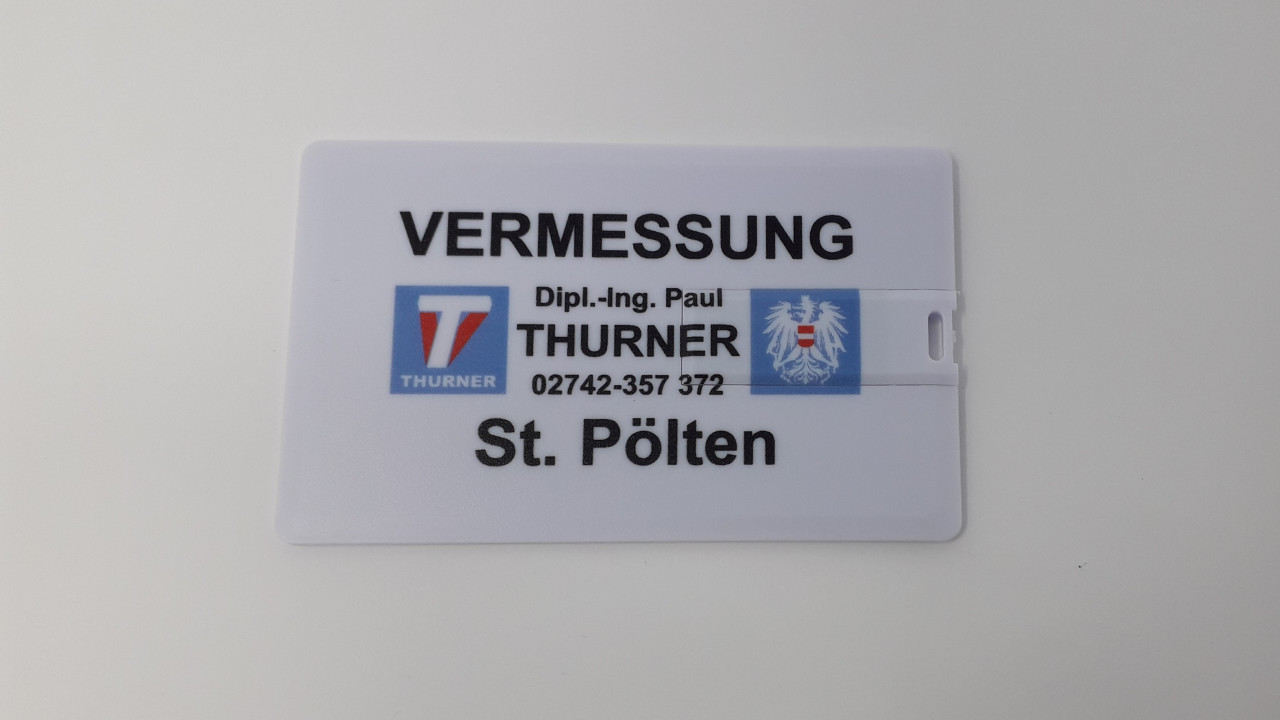 VERMESSUNG
Dipl.-Ing. Paul
THURNER
02742-357 372
T
THURNER
St. Pölten